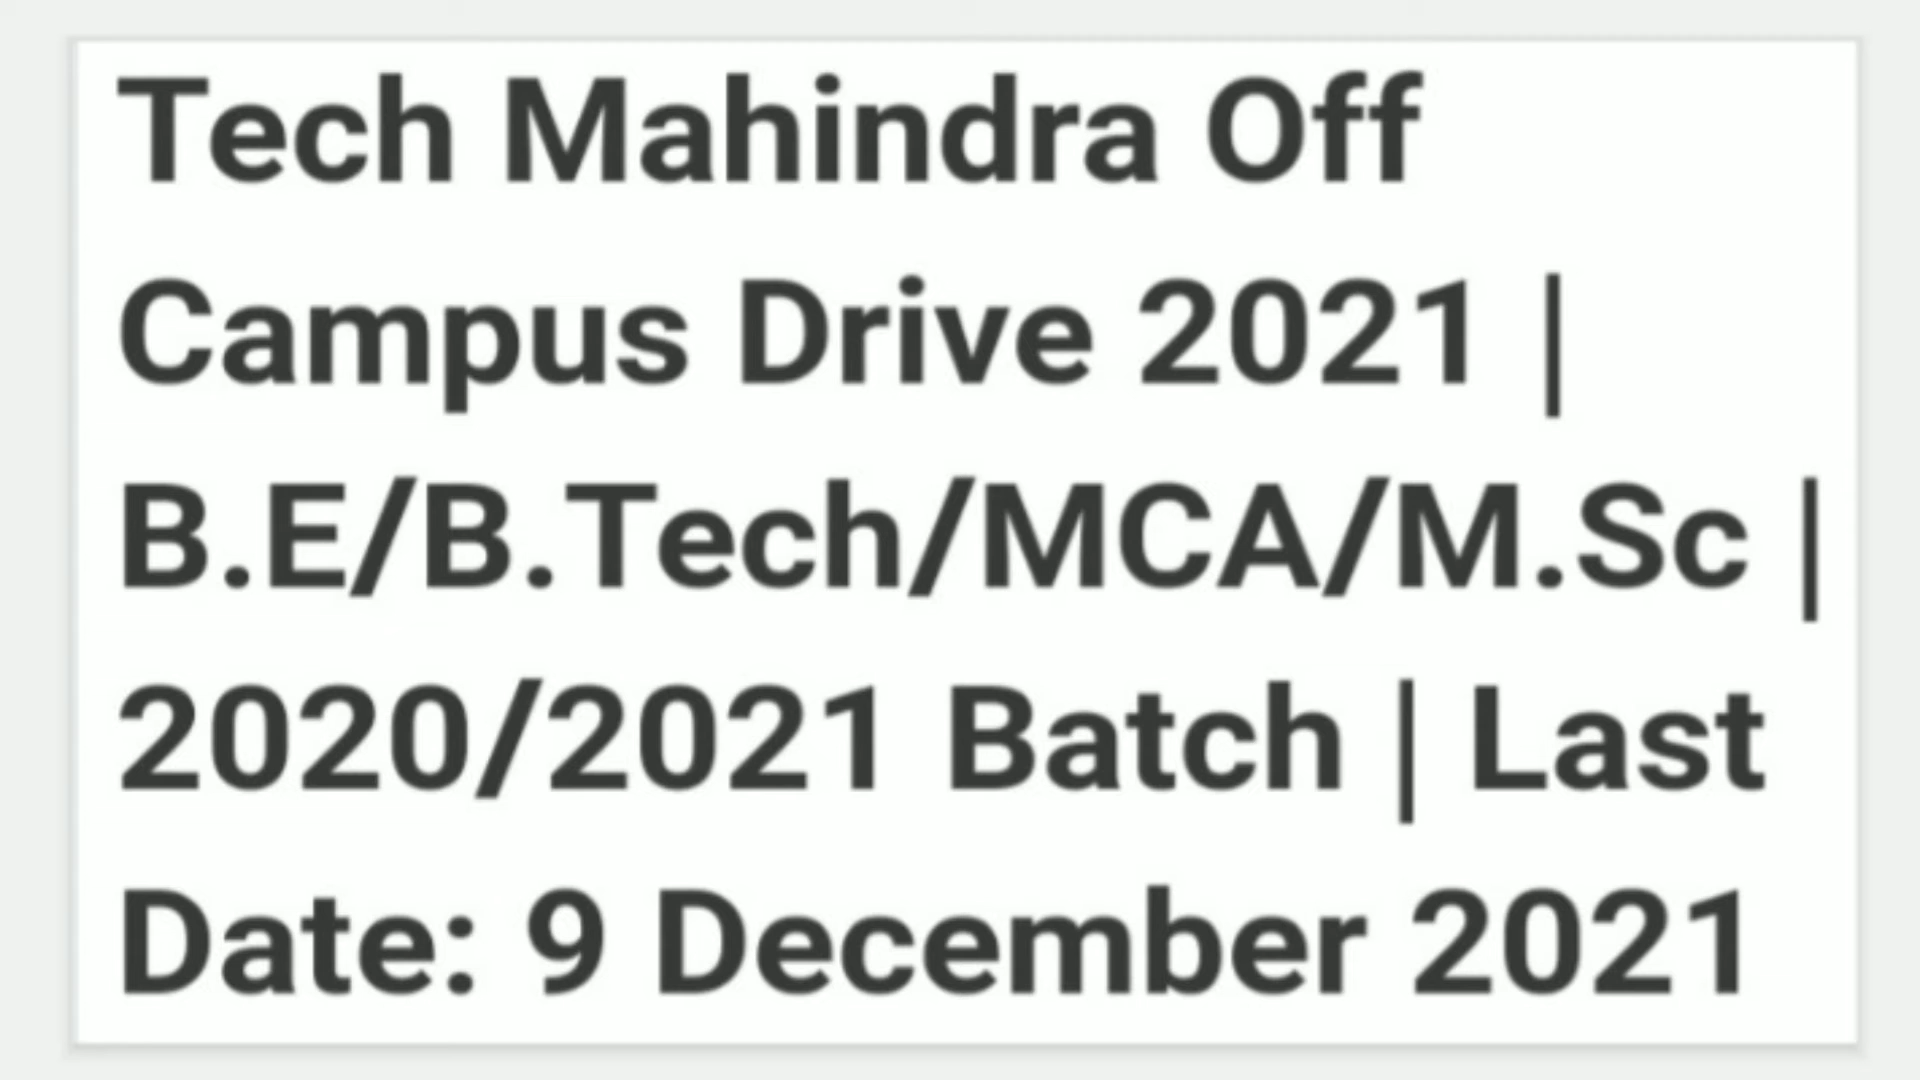 Tech Mahindra Off
Campus Drive 2021 |
B.E/B.Tech/MCA/M.Sc |
2020/2021 Batch | Last
Date: 9 December 2021